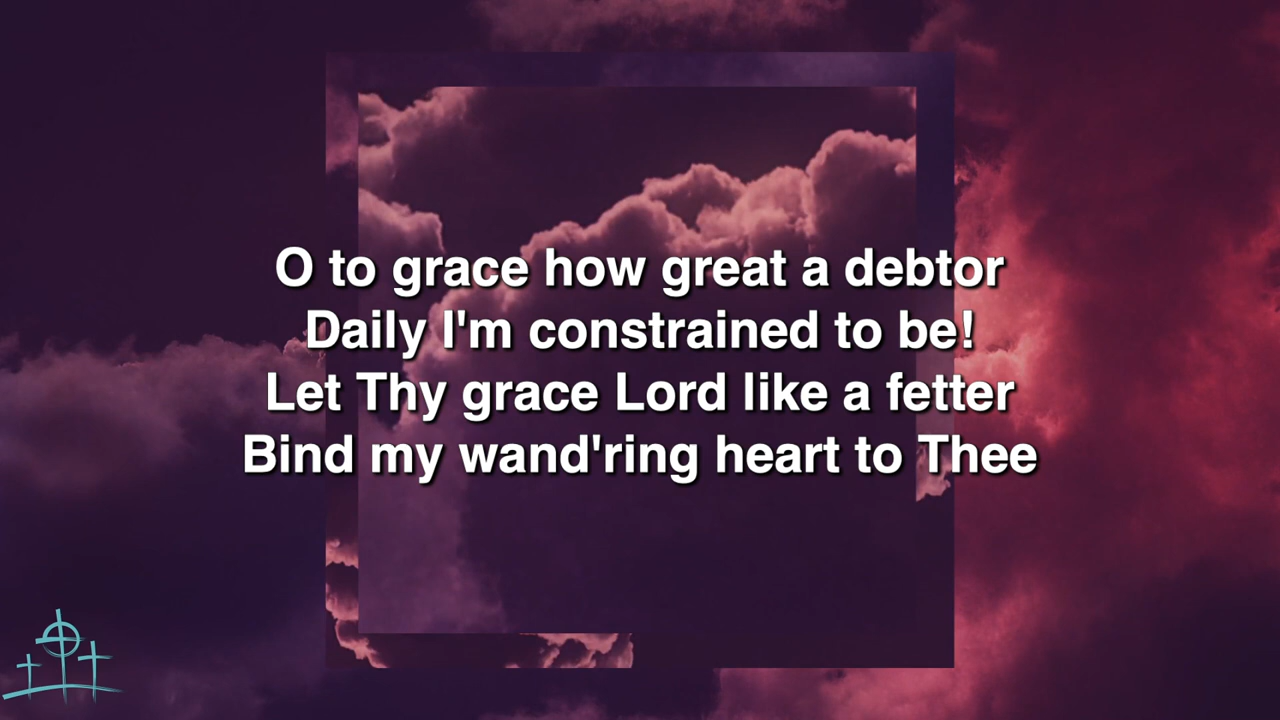 O to grace how great a debtor
Daily I'm constrained to be!
Let Thy grace Lord like a fetter
Bind my wand'ring heart to Thee